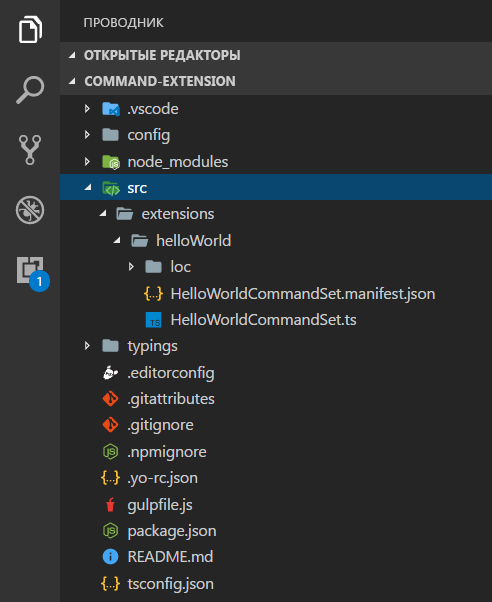 ПРОВОДНИК
ОТКРЫТЫЕ РЕДАКТОРЫ
COMMAND-EXTENSION
.vscode
config
node_modules
src
extensions
helloWorld
loc
{..} HelloWorldCommandSet.manifest.json
TS HelloWorldCommandSet.ts
1
typings
.editorconfig
.gitattributes
.gitignore
JS .npmignore
{..} .yo-rc.json
gulpfile.js
JS package.json
i README.md
{..} tsconfig.json